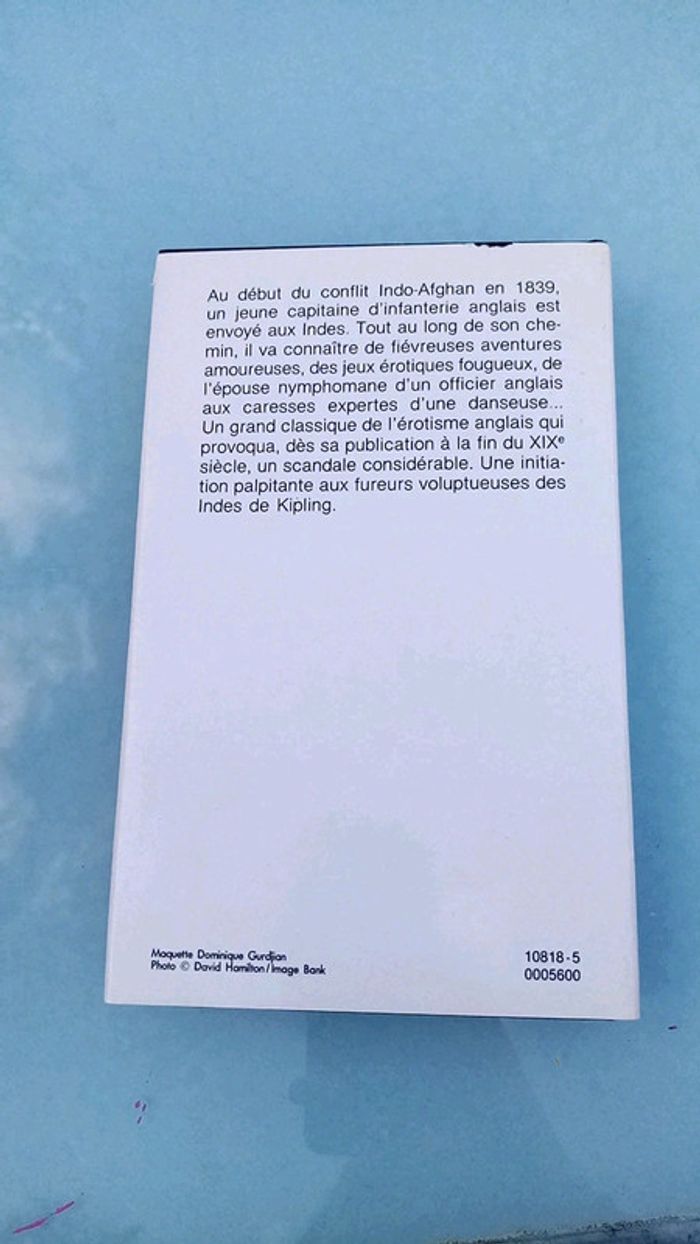 Au début du conflit Indo-Afghan en 1839,
un jeune capitaine d'infanterie anglais est
envoyé aux Indes. Tout au long de son che-
min, il va connaître de fiévreuses aventures
amoureuses, des jeux érotiques fougueux, de
l'épouse nymphomane d'un officier anglais
aux caresses expertes d'une danseuse...
Un grand classique de l'érotisme anglais qui
provoqua, dès sa publication à la fin du XIXᵉ
siècle, un scandale considérable. Une initia-
tion palpitante aux fureurs voluptueuses des
Indes de Kipling.
Maquette Dominique Gurdjian
Photo © David Hamilton/Image Bank
10818-5
0005600